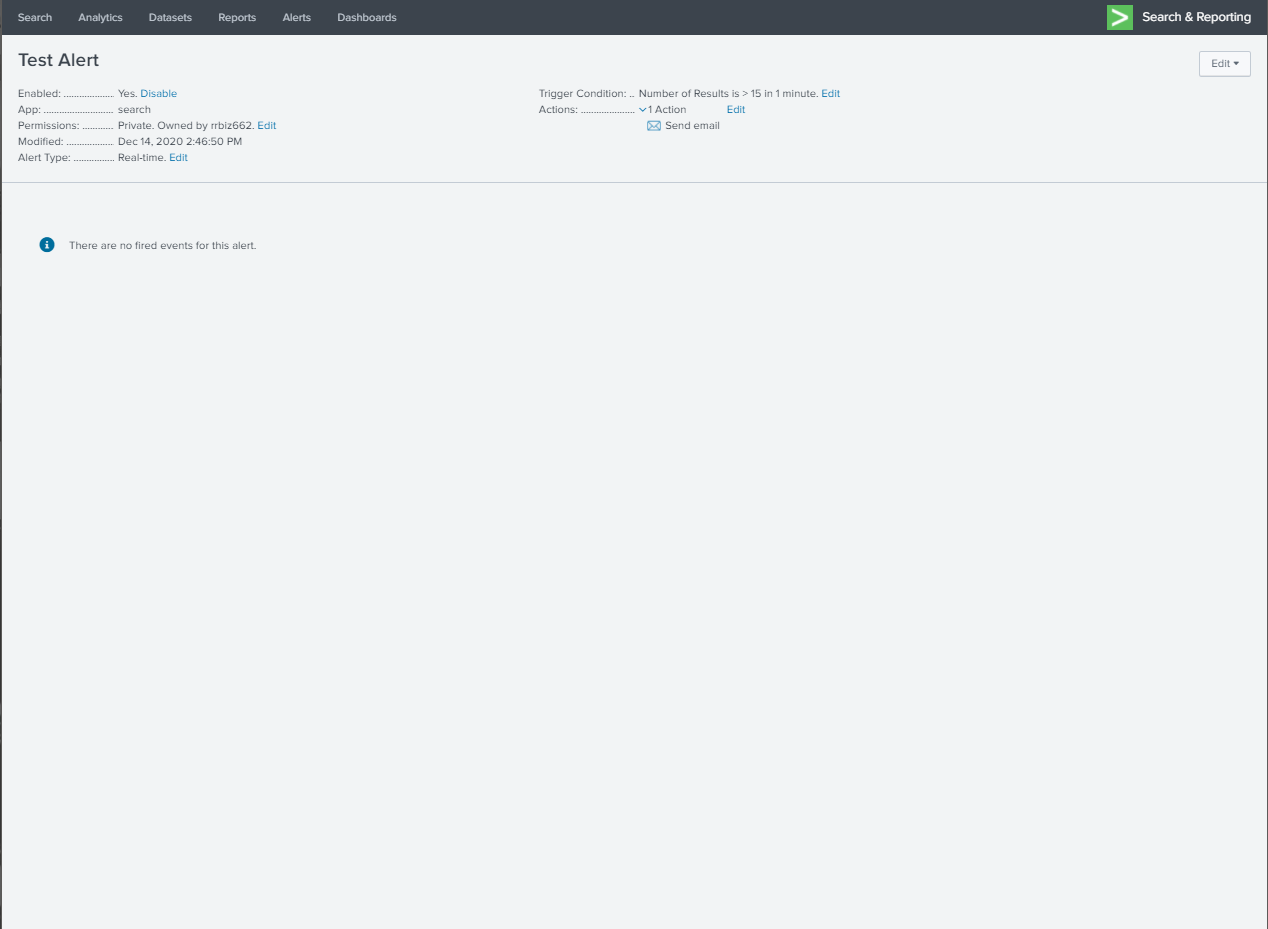 Search Analytics Datasets Reports Alerts Dashboards Search & Reporting
Test Alert
Edit
Enabled: ................... Yes. Disable
App: ........................... search
Permissions: ............ Private. Owned by rrbiz662. Edit
Modified: .................. Dec 14, 2020 2:46:50 PM
Alert Type: ................ Real-time. Edit
Trigger Condition: .. Number of Results is > 15 in 1 minute. Edit
Actions: ..................... 1 Action Edit
Send email
There are no fired events for this alert.